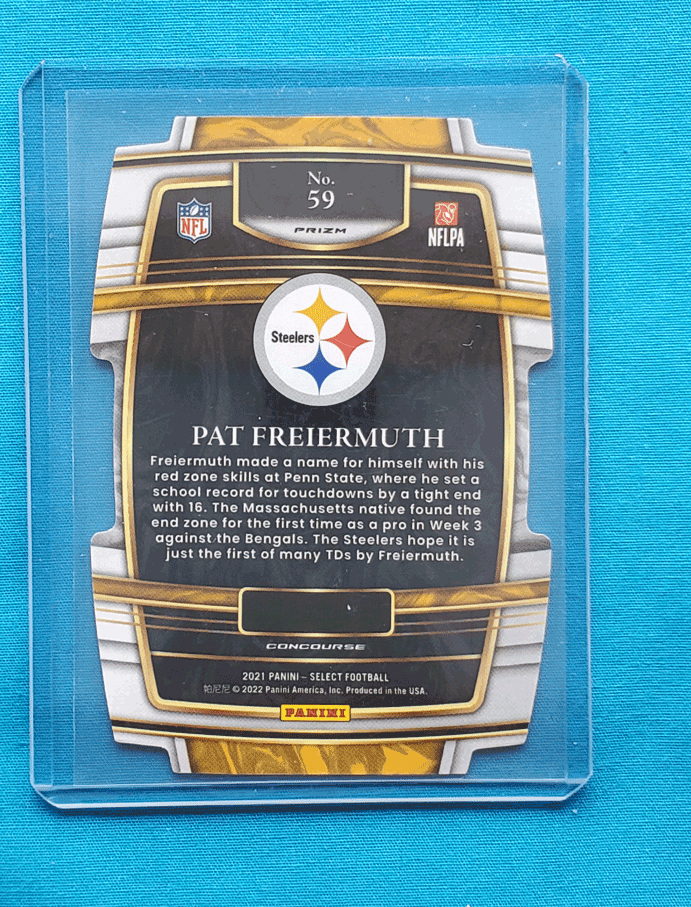 No.
59
PRIZM
NFL
NFLPA
Steelers
PAT FREIERMUTH
Freiermuth made a name for himself with his
red zone skills at Penn State, where he set a
school record for touchdowns by a tight end
with 16. The Massachusetts native found the
end zone for the first time as a pro in Week 3
against the Bengals. The Steelers hope it is
just the first of many TDs by Freiermuth.
CONCOURSE
2021 PANINI – SELECT FOOTBALL
帕尼尼 © 2022 Panini America, Inc. Produced in the USA.
PANINI